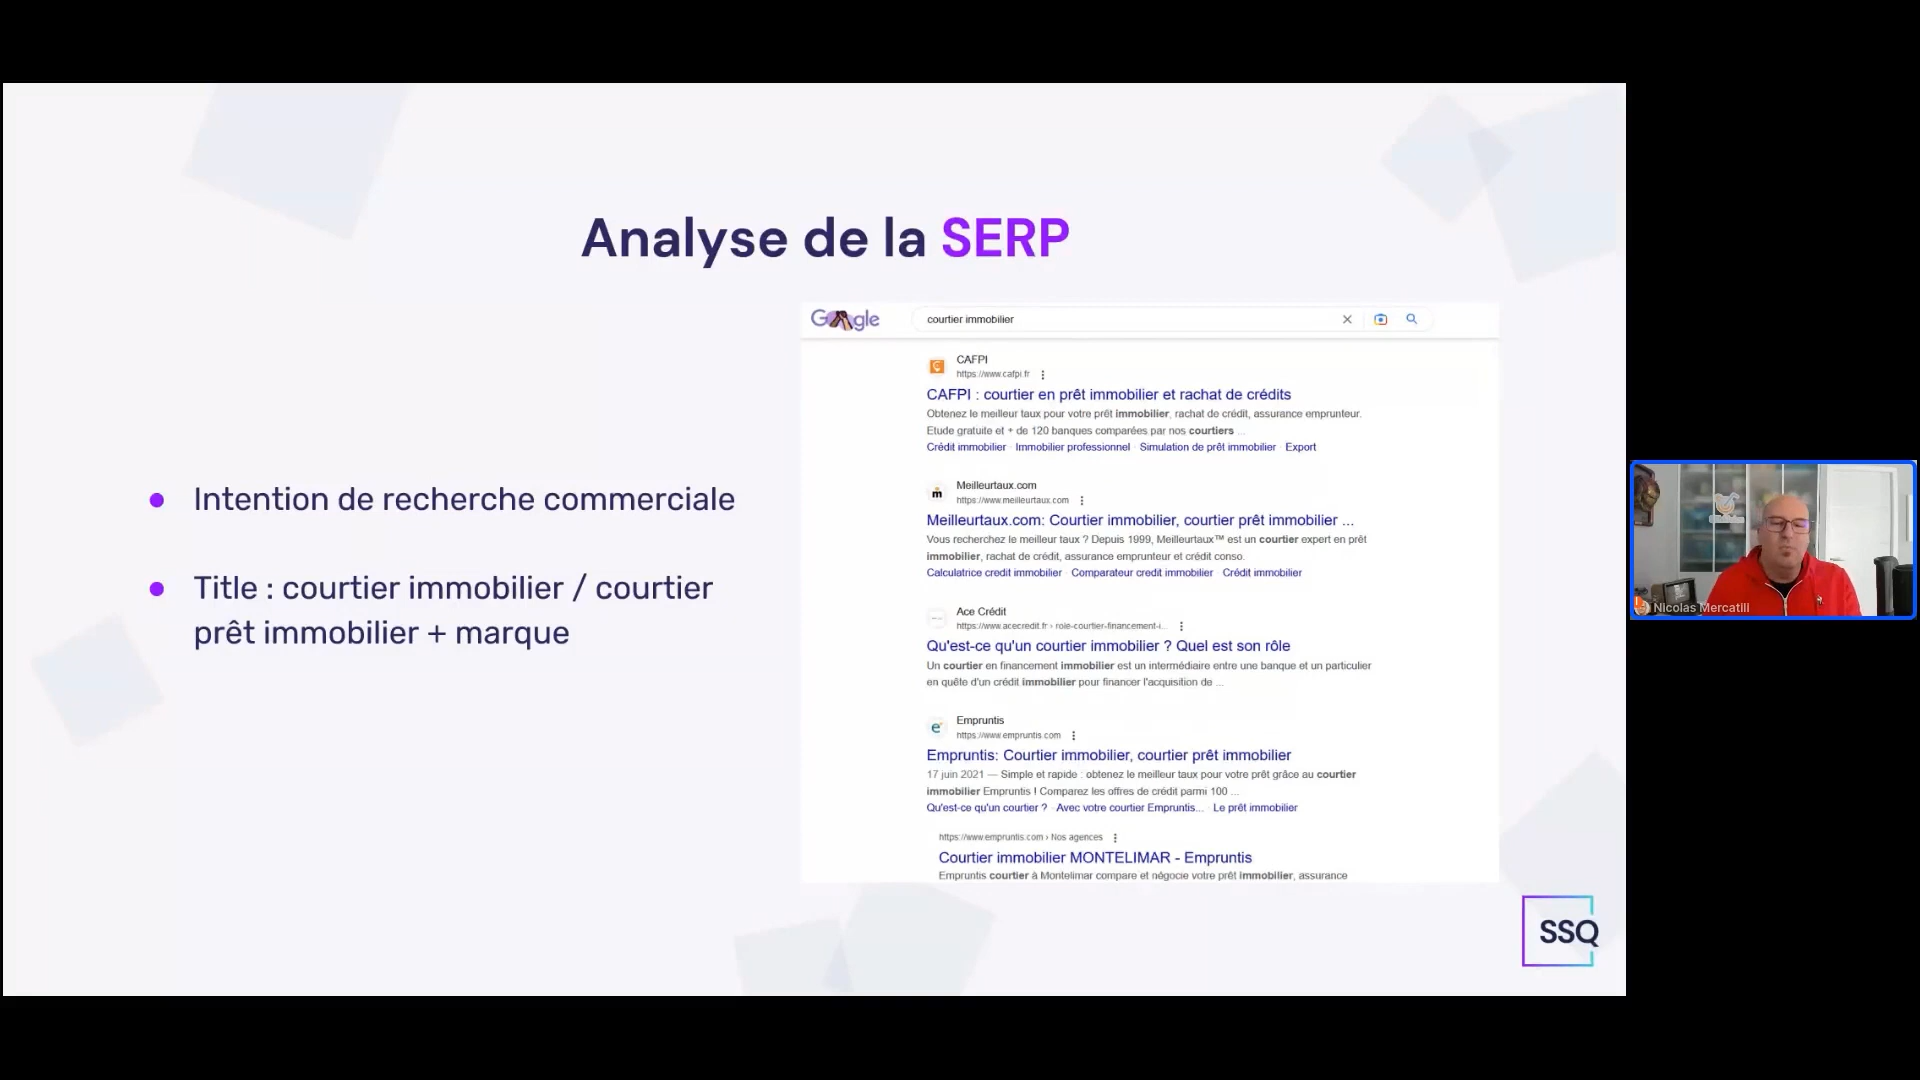 Analyse de la SERP
Intention de recherche commerciale
Title : courtier immobilier / courtier
prêt immobilier + marque
Google
courtier immobilier
CAFPI
https://www.cafpi.fr
CAFPI : courtier en prêt immobilier et rachat de crédits
Obtenez le meilleur taux pour votre prêt immobilier, rachat de crédit, assurance emprunteur.
Etude gratuite et + de 120 banques comparées par nos courtiers ...
Crédit immobilier · Immobilier professionnel · Simulation de prêt immobilier · Export
Meilleurtaux.com
https://www.meilleurtaux.com
Meilleurtaux.com: Courtier immobilier, courtier prêt immobilier ...
Vous recherchez le meilleur taux ? Depuis 1999, Meilleurtaux™ est un courtier expert en prêt
immobilier, rachat de crédit, assurance emprunteur et crédit conso.
Calculatrice credit immobilier · Comparateur credit immobilier · Crédit immobilier
Ace Crédit
https://www.acecredit.fr › role-courtier-financement-i...
Qu'est-ce qu'un courtier immobilier ? Quel est son rôle
Un courtier en financement immobilier est un intermédiaire entre une banque et un particulier
en quête d'un crédit immobilier pour financer l'acquisition de ...
Empruntis
https://www.empruntis.com
Empruntis: Courtier immobilier, courtier prêt immobilier
17 juin 2021 — Simple et rapide : obtenez le meilleur taux pour votre prêt grâce au courtier
immobilier Empruntis ! Comparez les offres de crédit parmi 100 ...
Qu'est-ce qu'un courtier ? · Avec votre courtier Empruntis... · Le prêt immobilier
https://www.empruntis.com › Nos agences
Courtier immobilier MONTELIMAR - Empruntis
Empruntis courtier à Montelimar compare et négocie votre prêt immobilier, assurance
SSQ
Nicolas Mercatili